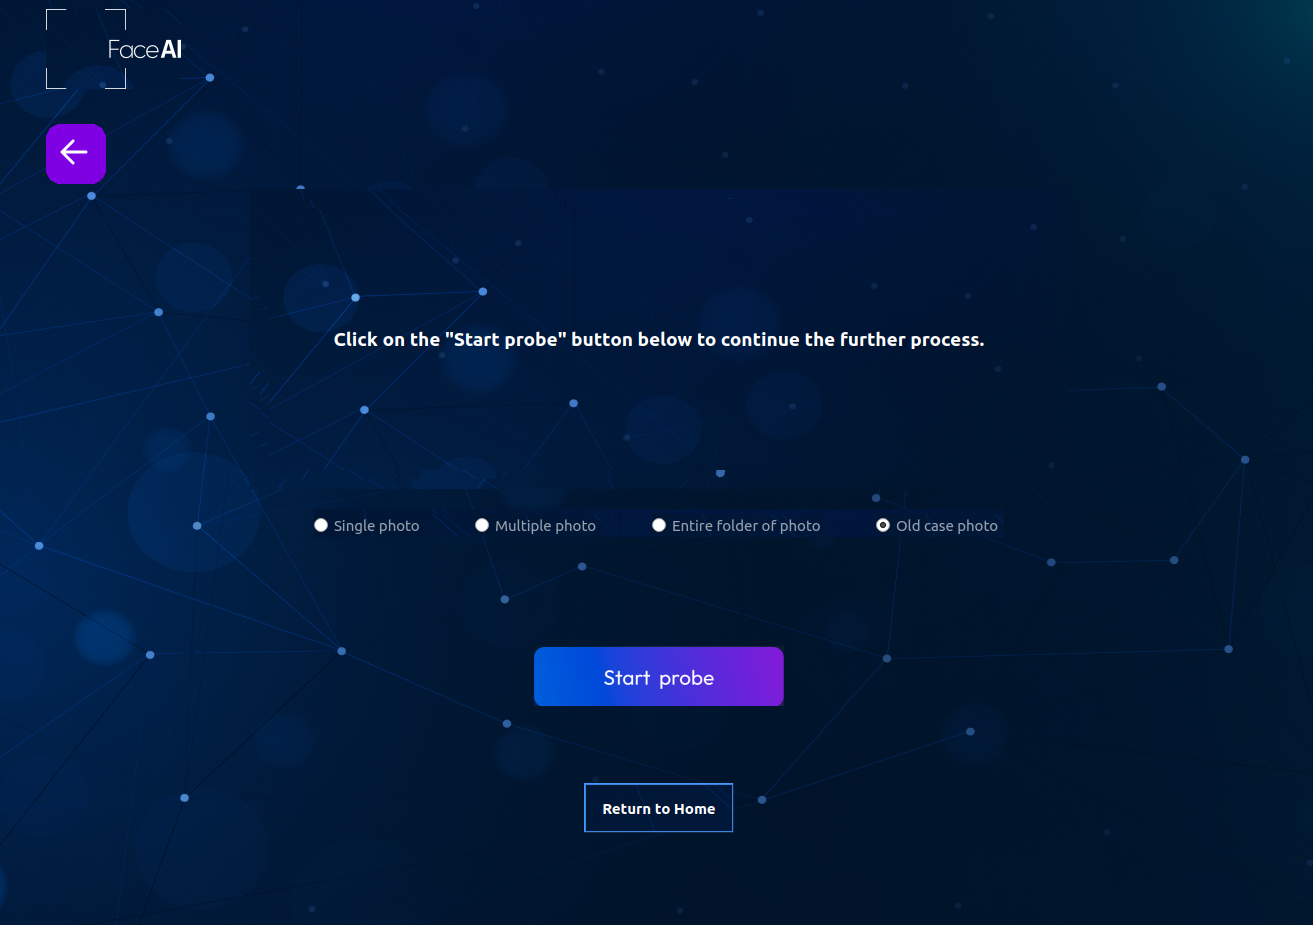 FaceAI
Click on the "Start probe" button below to continue the further process.
Single photo
Multiple photo
Entire folder of photo
Old case photo
Start probe
Return to Home